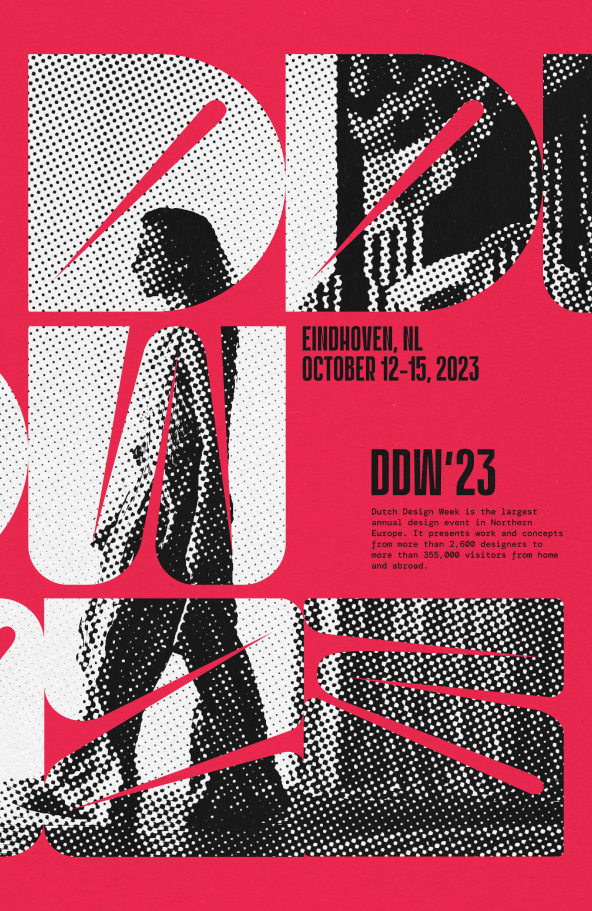 DD
W
23
EINDHOVEN, NL
OCTOBER 12-15, 2023
DDW'23
Dutch Design Week is the largest
annual design event in Northern
Europe. It presents work and concepts
from more than 2,600 designers to
more than 355,000 visitors from home
and abroad.